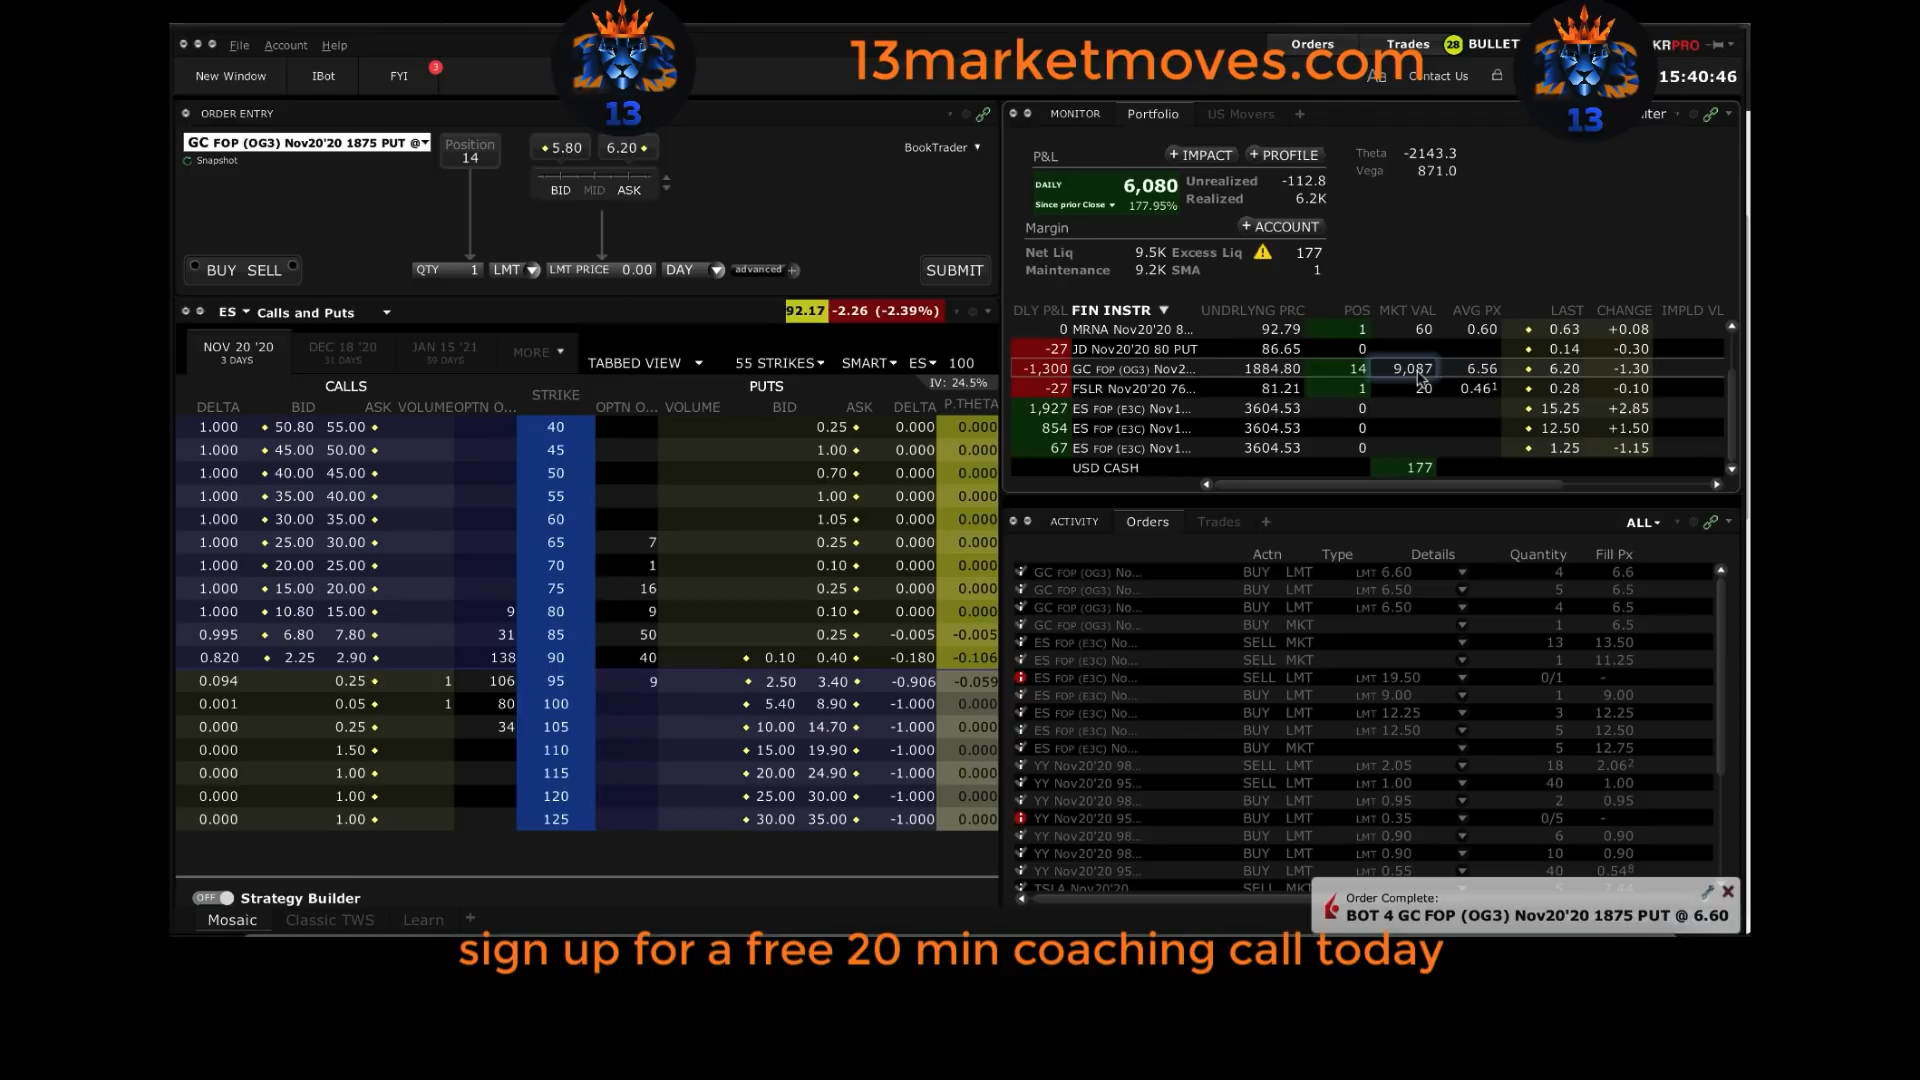 13marketmoves.com
File Account Help
Orders Trades 28 BULLET KRPRO
New Window IBot FYI 3
Aa Contact Us 15:40:46
13 13
ORDER ENTRY
GC FOP (OG3) Nov20'20 1875 PUT @
Snapshot
Position
14
5.80 6.20
BID MID ASK
BookTrader
BUY SELL
QTY 1 LMT LMT PRICE 0.00 DAY advanced +
SUBMIT
ES Calls and Puts
92.17 -2.26 (-2.39%)
NOV 20 '20
3 DAYS
DEC 18 '20
31 DAYS
JAN 15 '21
59 DAYS
MORE
TABBED VIEW 55 STRIKES SMART ES 100
CALLS PUTS IV: 24.5%
DELTA BID ASK VOLUME OPTN O... STRIKE OPTN O... VOLUME BID ASK DELTA P.THETA
1.000 50.80 55.00 40 0.25 0.000 0.000
1.000 45.00 50.00 45 1.00 0.000 0.000
1.000 40.00 45.00 50 0.70 0.000 0.000
1.000 35.00 40.00 55 1.00 0.000 0.000
1.000 30.00 35.00 60 1.05 0.000 0.000
1.000 25.00 30.00 65 7 0.25 0.000 0.000
1.000 20.00 25.00 70 1 0.10 0.000 0.000
1.000 15.00 20.00 75 16 0.10 0.000 0.000
1.000 10.80 15.00 9 80 9 0.10 0.000 0.000
0.995 6.80 7.80 31 85 50 0.25 -0.005 -0.005
0.820 2.25 2.90 138 90 40 0.10 0.40 -0.180 -0.106
0.094 0.25 1 106 95 9 2.50 3.40 -0.906 -0.059
0.001 0.05 1 80 100 5.40 8.90 -1.000 0.000
0.000 0.25 34 105 10.00 14.70 -1.000 0.000
0.000 1.50 110 15.00 19.90 -1.000 0.000
0.000 1.00 115 20.00 24.90 -1.000 0.000
0.000 1.00 120 25.00 30.00 -1.000 0.000
0.000 1.00 125 30.00 35.00 -1.000 0.000
OFF Strategy Builder
Mosaic Classic TWS Learn +
MONITOR Portfolio US Movers +
P&L + IMPACT + PROFILE
Theta -2143.3
Vega 871.0
DAILY 6,080
Since prior Close 177.95%
Unrealized -112.8
Realized 6.2K
Margin + ACCOUNT
Net Liq 9.5K Excess Liq 177
Maintenance 9.2K SMA 1
DLY P&L FIN INSTR UNDRLYNG PRC POS MKT VAL AVG PX LAST CHANGE IMPLD VL
0 MRNA Nov20'20 8... 92.79 1 60 0.60 0.63 +0.08
-27 JD Nov20'20 80 PUT 86.65 0 0.14 -0.30
-1,300 GC FOP (OG3) Nov2... 1884.80 14 9,087 6.56 6.20 -1.30
-27 FSLR Nov20'20 76... 81.21 1 20 0.46¹ 0.28 -0.10
1,927 ES FOP (E3C) Nov1... 3604.53 0 15.25 +2.85
854 ES FOP (E3C) Nov1... 3604.53 0 12.50 +1.50
67 ES FOP (E3C) Nov1... 3604.53 0 1.25 -1.15
USD CASH 177
ACTIVITY Orders Trades + ALL
Actn Type Details Quantity Fill Px
GC FOP (OG3) No... BUY LMT LMT 6.60 4 6.6
GC FOP (OG3) No... BUY LMT LMT 6.50 5 6.5
GC FOP (OG3) No... BUY LMT LMT 6.50 4 6.5
GC FOP (OG3) No... BUY MKT 1 6.5
ES FOP (E3C) No... SELL MKT 13 13.50
ES FOP (E3C) No... SELL MKT 1 11.25
ES FOP (E3C) No... SELL LMT LMT 19.50 0/1 -
ES FOP (E3C) No... BUY LMT LMT 9.00 1 9.00
ES FOP (E3C) No... BUY LMT LMT 12.25 3 12.25
ES FOP (E3C) No... BUY LMT LMT 12.50 5 12.50
ES FOP (E3C) No... BUY MKT 5 12.75
YY Nov20'20 98... SELL LMT LMT 2.05 18 2.06²
YY Nov20'20 95... SELL LMT LMT 1.00 40 1.00
YY Nov20'20 98... BUY LMT LMT 0.95 2 0.95
YY Nov20'20 95... BUY LMT LMT 0.35 0/5 -
YY Nov20'20 98... BUY LMT LMT 0.90 6 0.90
YY Nov20'20 98... BUY LMT LMT 0.90 10 0.90
YY Nov20'20 95... BUY LMT LMT 0.55 40 0.54⁸
TSLA Nov20'20 SELL
Order Complete:
BOT 4 GC FOP (OG3) Nov20'20 1875 PUT @ 6.60
sign up for a free 20 min coaching call today